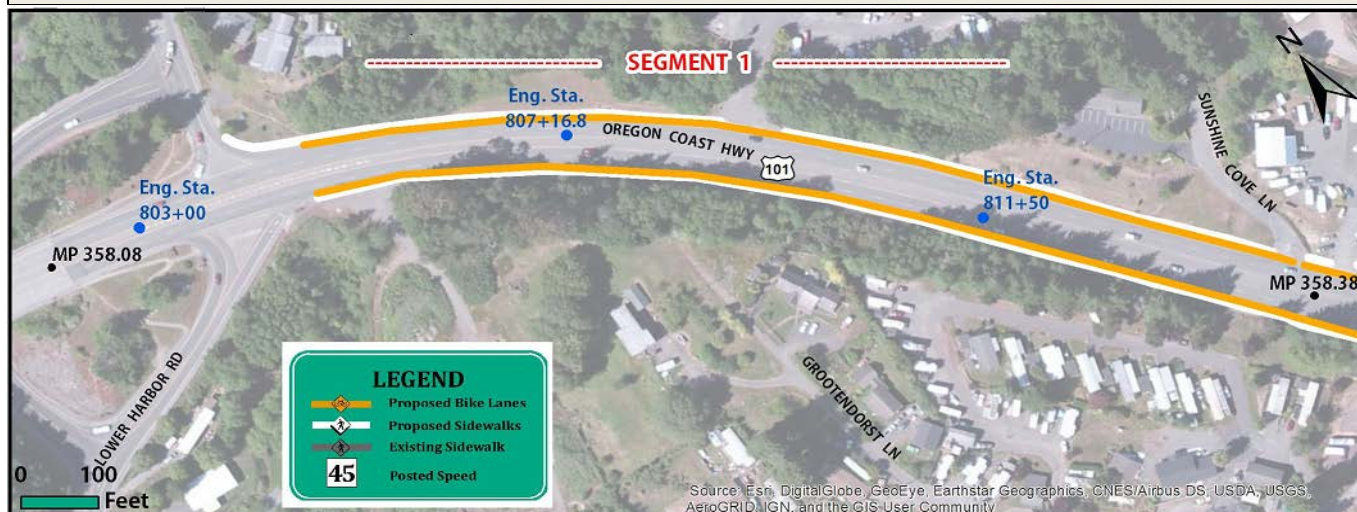 SEGMENT 1
N
Eng. Sta.
807+16.8
OREGON COAST HWY
101
SUNSHINE COVE LN
Eng. Sta.
803+00
Eng. Sta.
811+50
MP 358.08
MP 358.38
LOWER HARBOR RD
GROOTENDORST LN
LEGEND
Proposed Bike Lanes
Proposed Sidewalks
Existing Sidewalk
45 Posted Speed
0 100
Feet
Source: Esri, DigitalGlobe, GeoEye, Earthstar Geographics, CNES/Airbus DS, USDA, USGS,
AeroGRID, IGN, and the GIS User Community